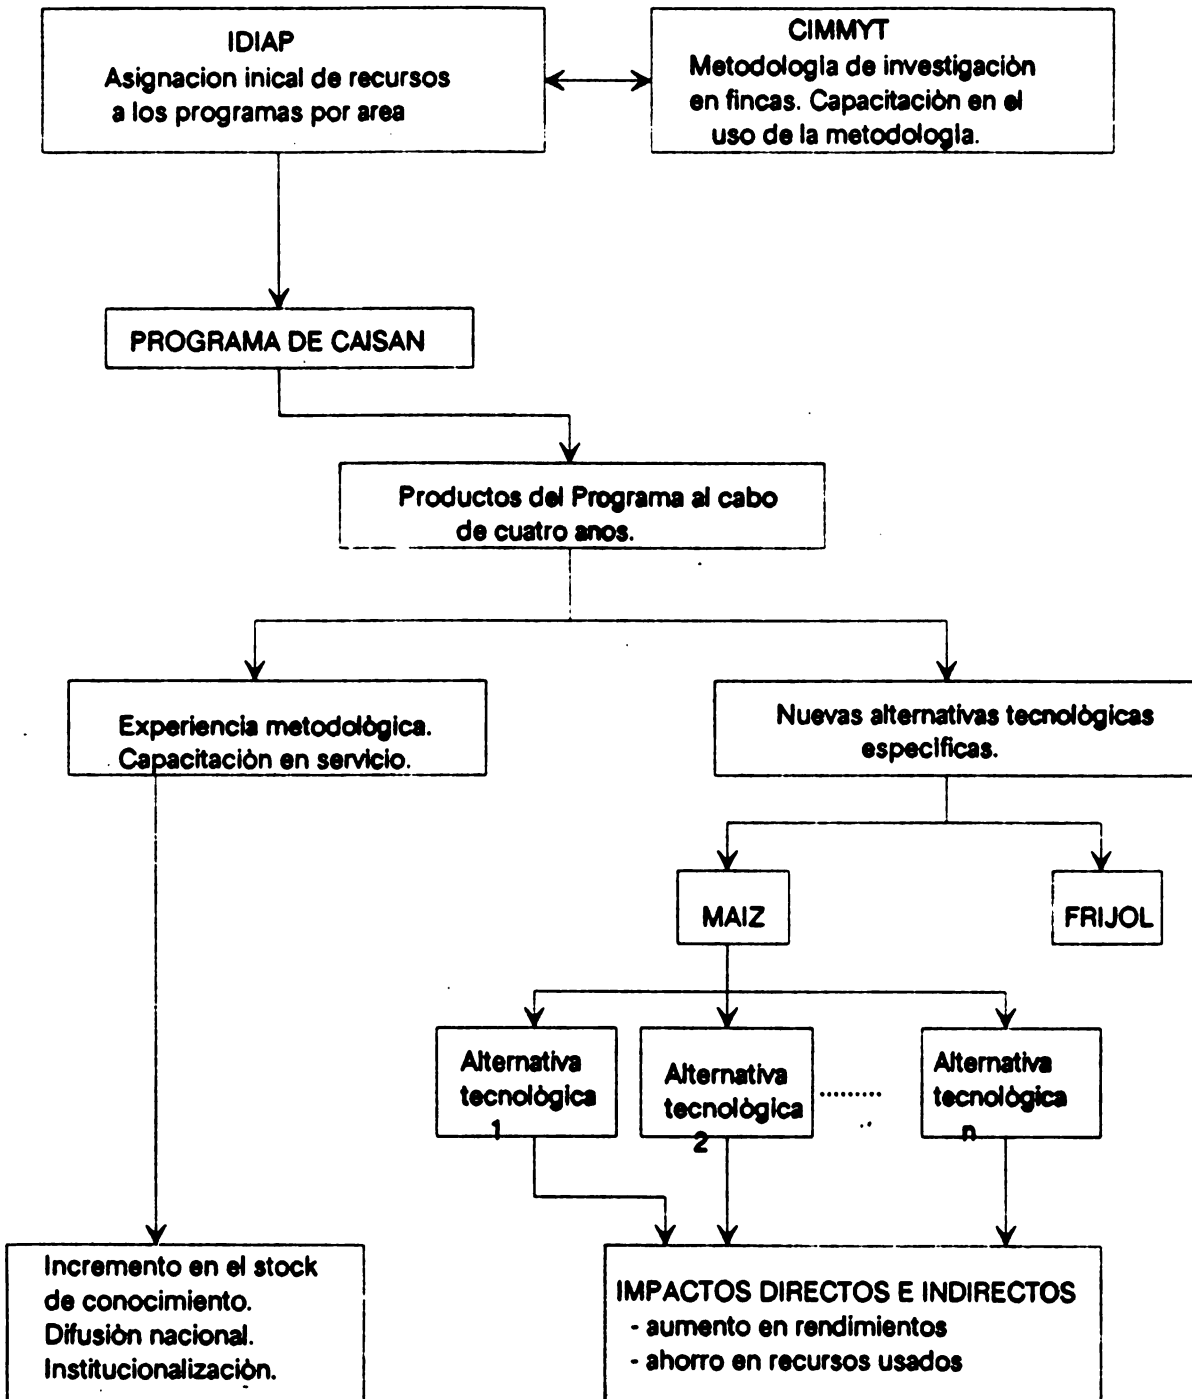 IDIAP
Asignacion inical de recursos
a los programas por area
CIMMYT
Metodologia de investigaciòn
en fincas. Capacitaciòn en el
uso de la metodologia.
PROGRAMA DE CAISAN
Productos del Programa al cabo
de cuatro anos.
Experiencia metodològica.
Capacitaciòn en servicio.
Nuevas alternativas tecnològicas
especificas.
MAIZ
FRIJOL
Alternativa
tecnològica
1
Alternativa
tecnològica
2
.........
Alternativa
tecnològica
n
Incremento en el stock
de conocimiento.
Difusiòn nacional.
Institucionalizaciòn.
IMPACTOS DIRECTOS E INDIRECTOS
- aumento en rendimientos
- ahorro en recursos usados